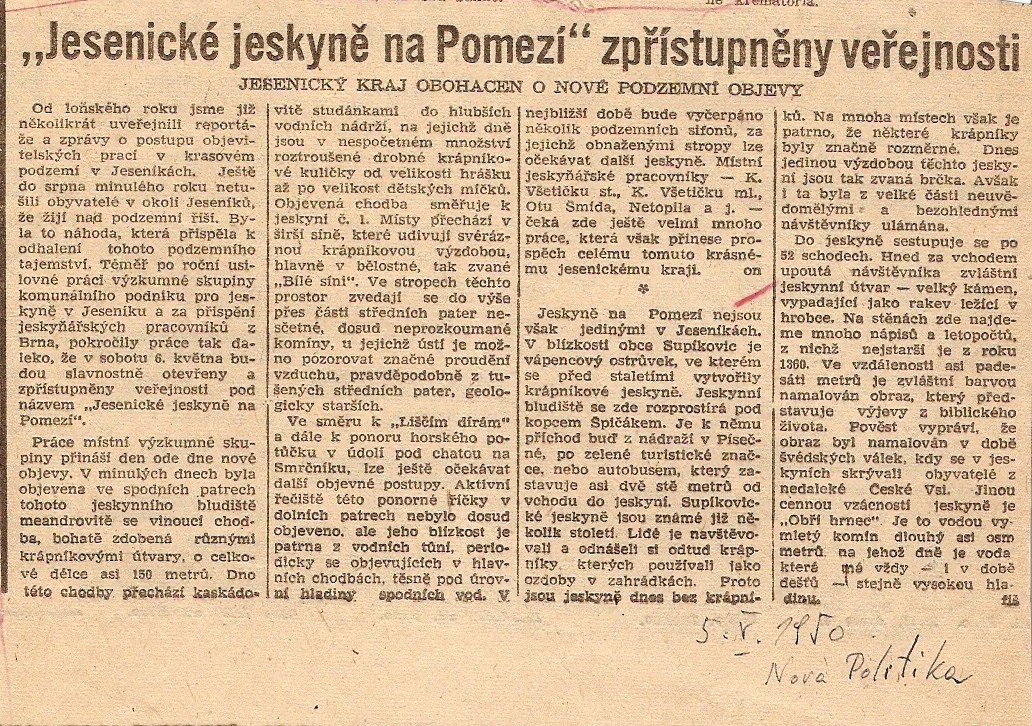 né krematoria.
„Jesenické jeskyně na Pomezí“ zpřístupněny veřejnosti
JESENICKÝ KRAJ OBOHACEN O NOVÉ PODZEMNÍ OBJEVY
Od loňského roku jsme již
několikrát uveřejnili reportá-
že a zprávy o postupu objevi-
telských prací v krasovém
podzemí v Jeseníkách. Ještě
do srpna minulého roku netu-
šili obyvatelé v okolí Jeseníků,
že žijí nad podzemní říší. By-
la to náhoda, která přispěla k
odhalení tohoto podzemního
tajemství. Téměř po roční usi-
lovné práci výzkumné skupiny
komunálního podniku pro jes-
kyně v Jeseníku a za přispění
jeskyňářských pracovníků z
Brna, pokročily práce tak da-
leko, že v sobotu 6. května bu-
dou slavnostně otevřeny a
zpřístupněny veřejnosti pod
názvem „Jesenické jeskyně na
Pomezí“.
Práce místní výzkumné sku-
piny přináší den ode dne nové
objevy. V minulých dnech byla
objevena ve spodních patrech
tohoto jeskynního bludiště
meandrovitě se vinoucí chod-
ba, bohatě zdobená různými
krápníkovými útvary, o celko-
vé délce asi 150 metrů. Dno
této chodby přechází kaskádo-
vitě studánkami do hlubších
vodních nádrží, na jejichž dně
jsou v nespočetném množství
roztroušené drobné krápníko-
vé kuličky od velikosti hrášku
až po velikost dětských míčků.
Objevená chodba směřuje k
jeskyni č. 1. Místy přechází v
širší síně, které udivují svéráz-
nou krápníkovou výzdobou,
hlavně v bělostné, tak zvané
„Bílé síni“. Ve stropech těchto
prostor zvedají se do výše
přes části středních pater ne-
sčetné, dosud neprozkoumané
komíny, u jejichž ústí je mož-
no pozorovat značné proudění
vzduchu, pravděpodobně z tu-
šených středních pater, geolo-
gicky starších.
Ve směru k „Liščím dírám“
a dále k ponoru horského po-
tůčku v údolí pod chatou na
Smrčníku, lze ještě očekávat
další objevné postupy. Aktivní
řečiště této ponorné říčky v
dolních patrech nebylo dosud
objeveno, ale jeho blízkost je
patrna z vodních tůní, perio-
dicky se objevujících v hlav-
ních chodbách, těsně pod úrov-
ní hladiny spodních vod. V
nejbližší době bude vyčerpáno
několik podzemních sifonů, za
jejichž obnaženými stropy lze
očekávat další jeskyně. Místní
jeskyňářské pracovníky — K.
Všetičku st., K. Všetičku ml.,
Otu Šmída, Netopila a j. —
čeká zde ještě velmi mnoho
práce, která však přinese pro-
spěch celému tomuto krásné-
mu jesenickému kraji. on
*
Jeskyně na Pomezí nejsou
však jedinými v Jeseníkách.
V blízkosti obce Supíkovic je
vápencový ostrůvek, ve kterém
se před staletími vytvořily
krápníkové jeskyně. Jeskynní
bludiště se zde rozprostírá pod
kopcem Špičákem. Je k němu
příchod buď z nádraží v Píseč-
né, po zelené turistické znač-
ce, nebo autobusem, který za-
stavuje asi dvě stě metrů od
vchodu do jeskyní. Supíkovic-
ké jeskyně jsou známé již ně-
kolik století. Lidé je navštěvo-
vali a odnášeli si odtud kráp-
níky, kterých používali jako
ozdoby v zahrádkách. Proto
jsou jeskyně dnes bez krápní-
ků. Na mnoha místech však je
patrno, že některé krápníky
byly značně rozměrné. Dnes
jedinou výzdobou těchto jesky-
ní jsou tak zvaná brčka. Avšak
i ta byla z velké části neuvě-
domělými a bezohlednými
návštěvníky ulámána.
Do jeskyně sestupuje se po
52 schodech. Hned za vchodem
upoutá návštěvníka zvláštní
jeskynní útvar — velký kámen,
vypadající jako rakev ležící v
hrobce. Na stěnách zde najde-
me mnoho nápisů a letopočtů,
z nichž nejstarší je z roku
1360. Ve vzdálenosti asi pade-
sáti metrů je zvláštní barvou
namalován obraz, který před-
stavuje výjevy z biblického
života. Pověst vypráví, že
obraz byl namalován v době
švédských válek, kdy se v jes-
kyních skrývali obyvatelé z
nedaleké České Vsi. Jinou
cennou vzácností jeskyně je
„Obří hrnec“. Je to vodou vy-
mletý komín dlouhý asi osm
metrů, na jehož dně je voda
která má vždy — i v době
dešťů — stejně vysokou hla-
dinu. fiš
5. V. 1950
Nová Politika